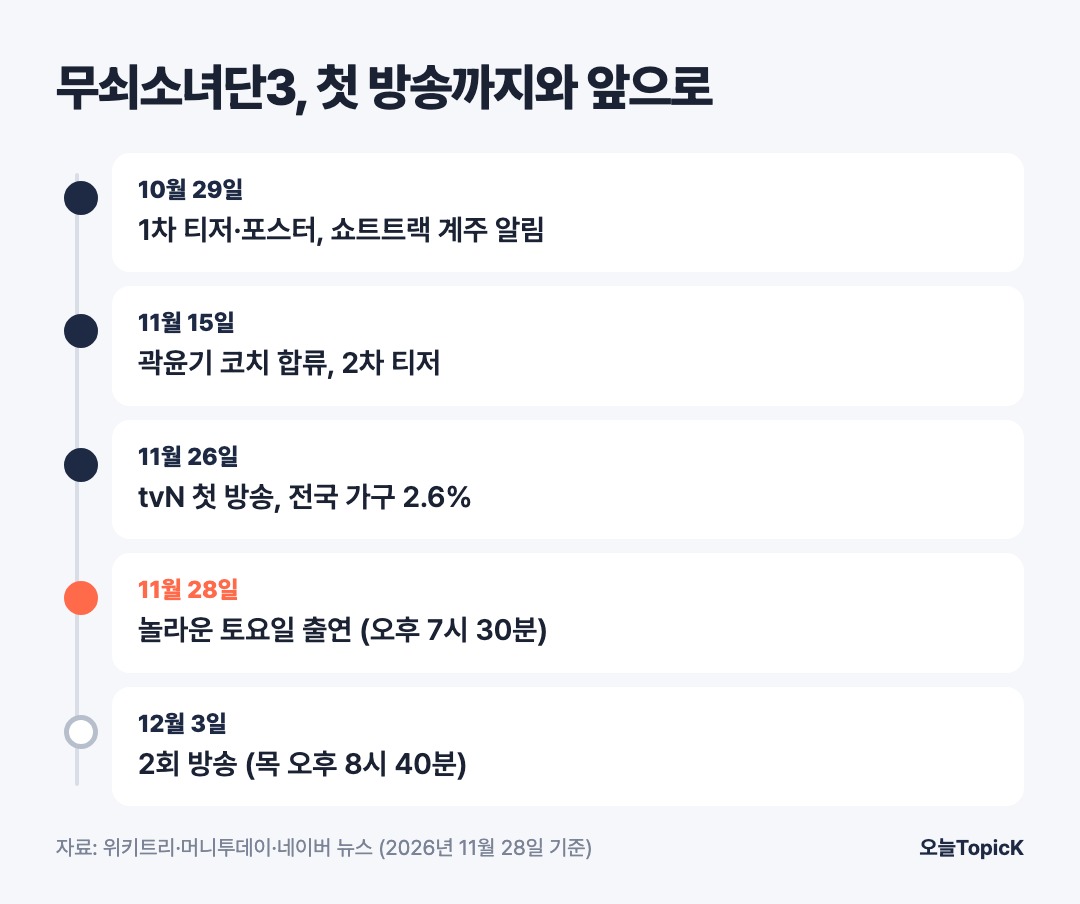 무쇠소녀단3, 첫 방송까지와 앞으로
10월 29일
1차 티저·포스터, 쇼트트랙 계주 알림
11월 15일
곽윤기 코치 합류, 2차 티저
11월 26일
tvN 첫 방송, 전국 가구 2.6%
11월 28일
놀라운 토요일 출연 (오후 7시 30분)
12월 3일
2회 방송 (목 오후 8시 40분)
자료: 위키트리·머니투데이·네이버 뉴스 (2026년 11월 28일 기준)
오늘TopicK